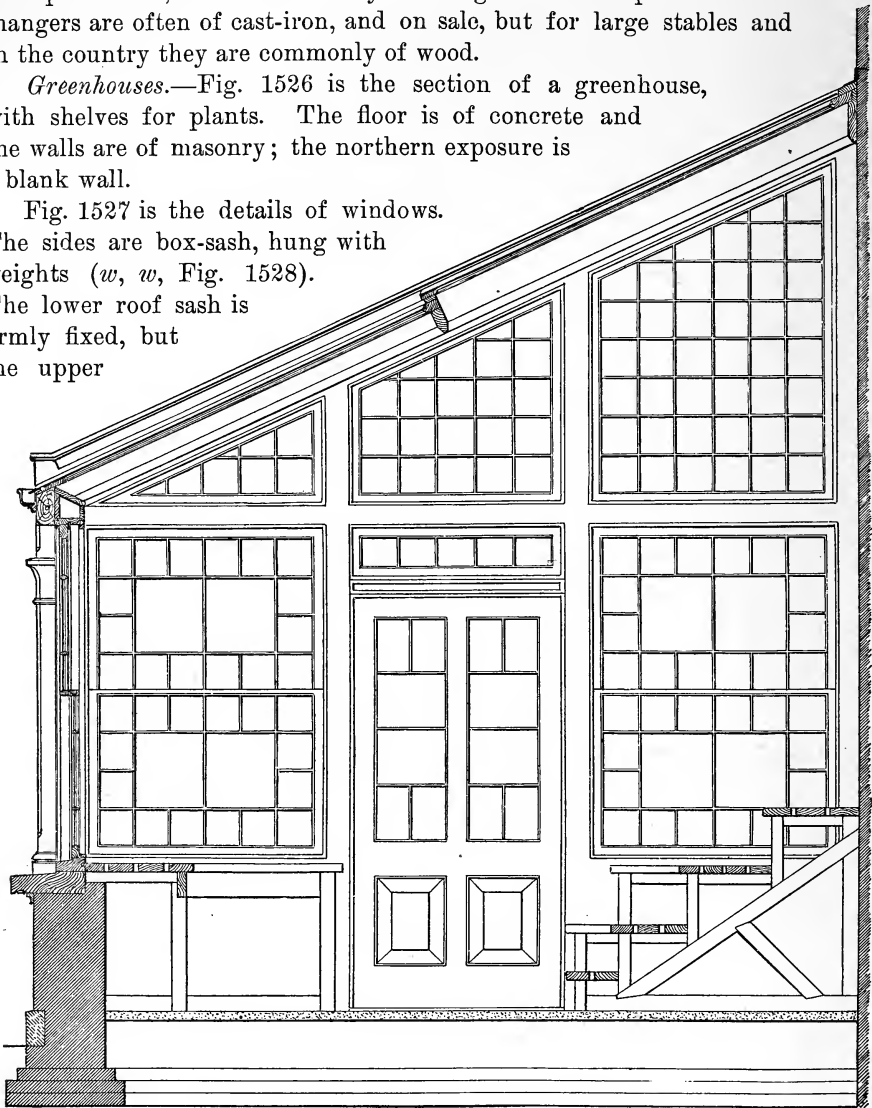 mangers are often of cast-iron, and on sale, but for large stables and
in the country they are commonly of wood.
Greenhouses.—Fig. 1526 is the section of a greenhouse,
with shelves for plants. The floor is of concrete and
the walls are of masonry; the northern exposure is
blank wall.
Fig. 1527 is the details of windows.
The sides are box-sash, hung with
weights (w, w, Fig. 1528).
The lower roof sash is
firmly fixed, but
the upper